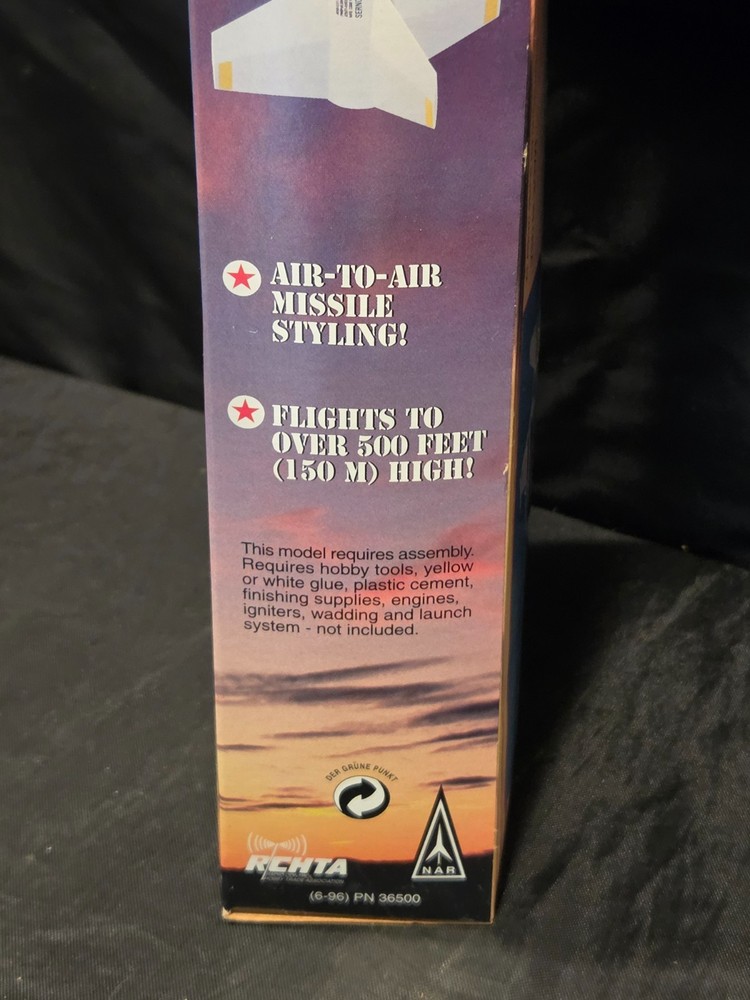 AIR-TO-AIR
MISSILE
STYLING!
FLIGHTS TO
OVER 500 FEET
(150 M) HIGH!
This model requires assembly.
Requires hobby tools, yellow
or white glue, plastic cement,
finishing supplies, engines,
igniters, wadding and launch
system - not included.
DER GRÜNE PUNKT
RCHTA
NAR
(6-96) PN 36500